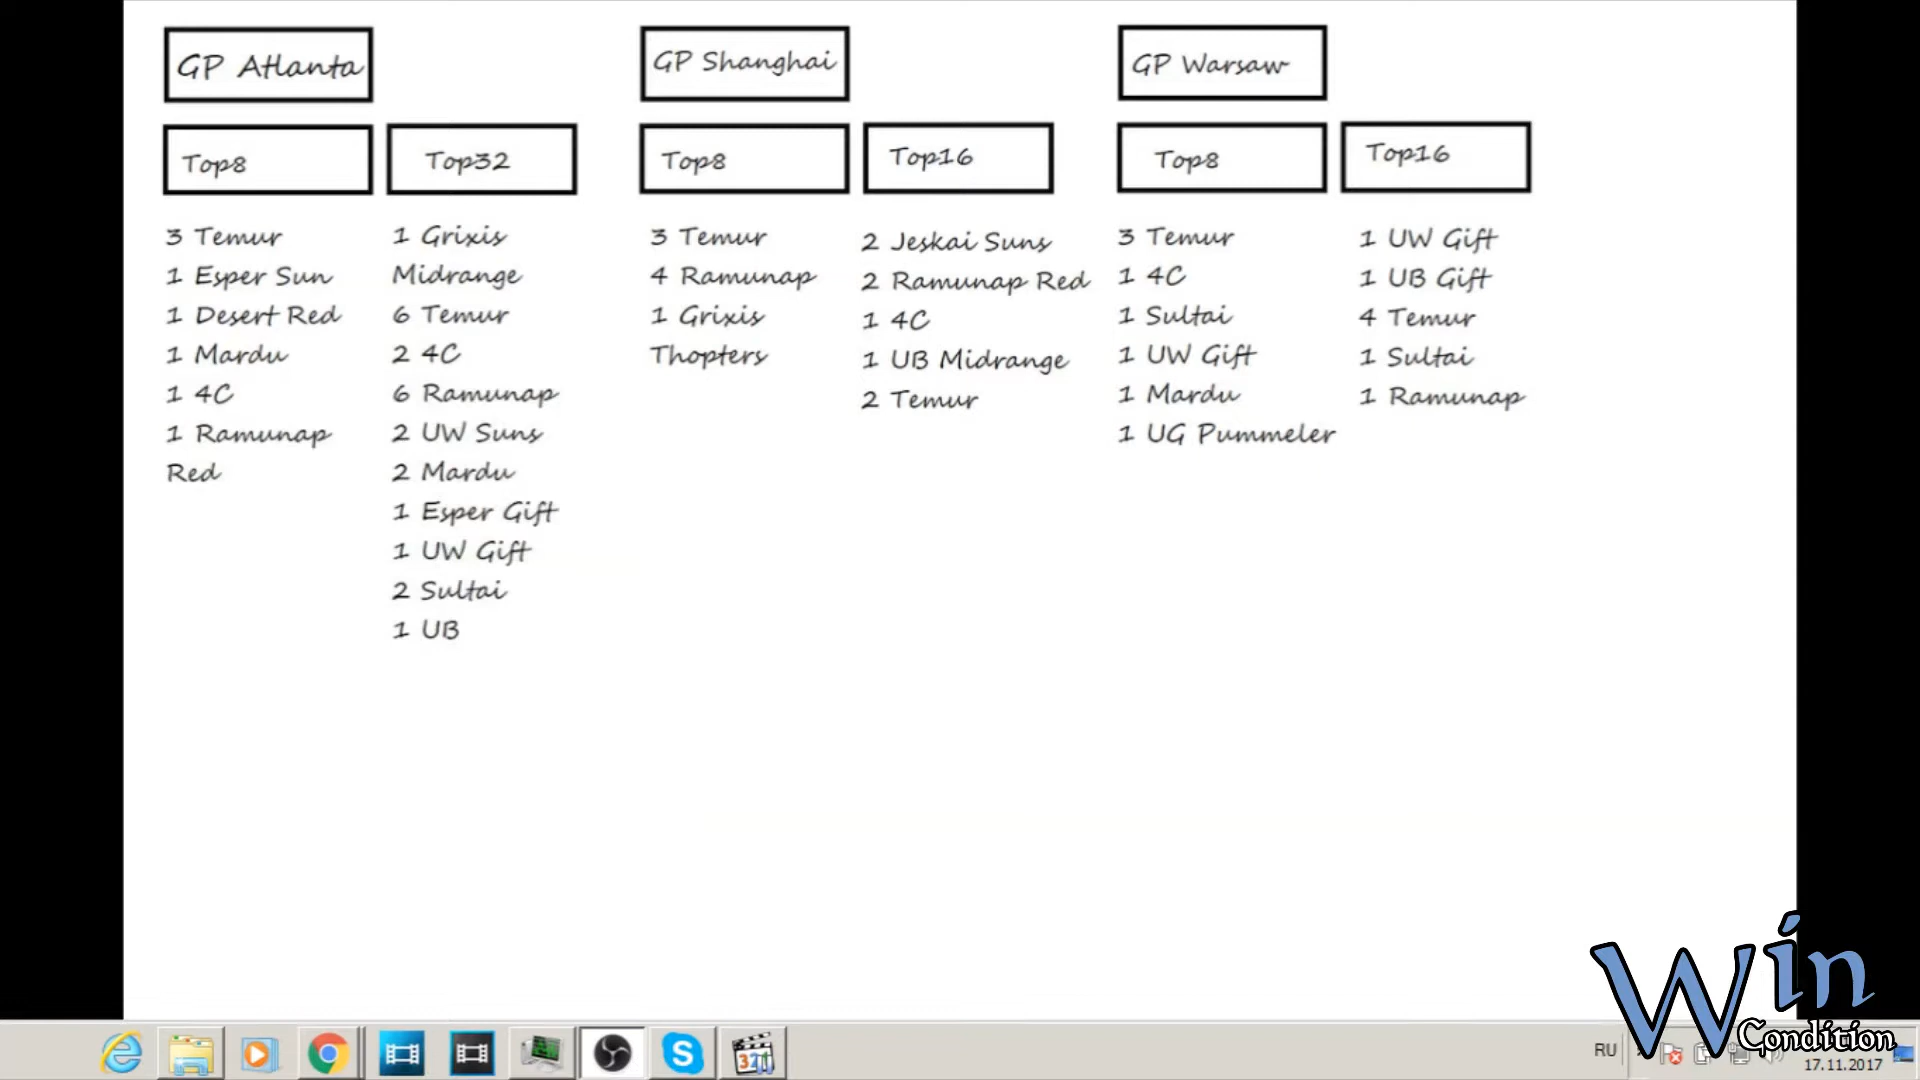 GP Atlanta
Top8
3 Temur
1 Esper Sun
1 Desert Red
1 Mardu
1 4C
1 Ramunap
Red
Top32
1 Grixis
Midrange
6 Temur
2 4C
6 Ramunap
2 UW Suns
2 Mardu
1 Esper Gift
1 UW Gift
2 Sultai
1 UB
GP Shanghai
Top8
3 Temur
4 Ramunap
1 Grixis
Thopters
Top16
2 Jeskai Suns
2 Ramunap Red
1 4C
1 UB Midrange
2 Temur
GP Warsaw
Top8
3 Temur
1 4C
1 Sultai
1 UW Gift
1 Mardu
1 UG Pummeler
Top16
1 UW Gift
1 UB Gift
4 Temur
1 Sultai
1 Ramunap
Win
Condition
321
RU
17.11.2017